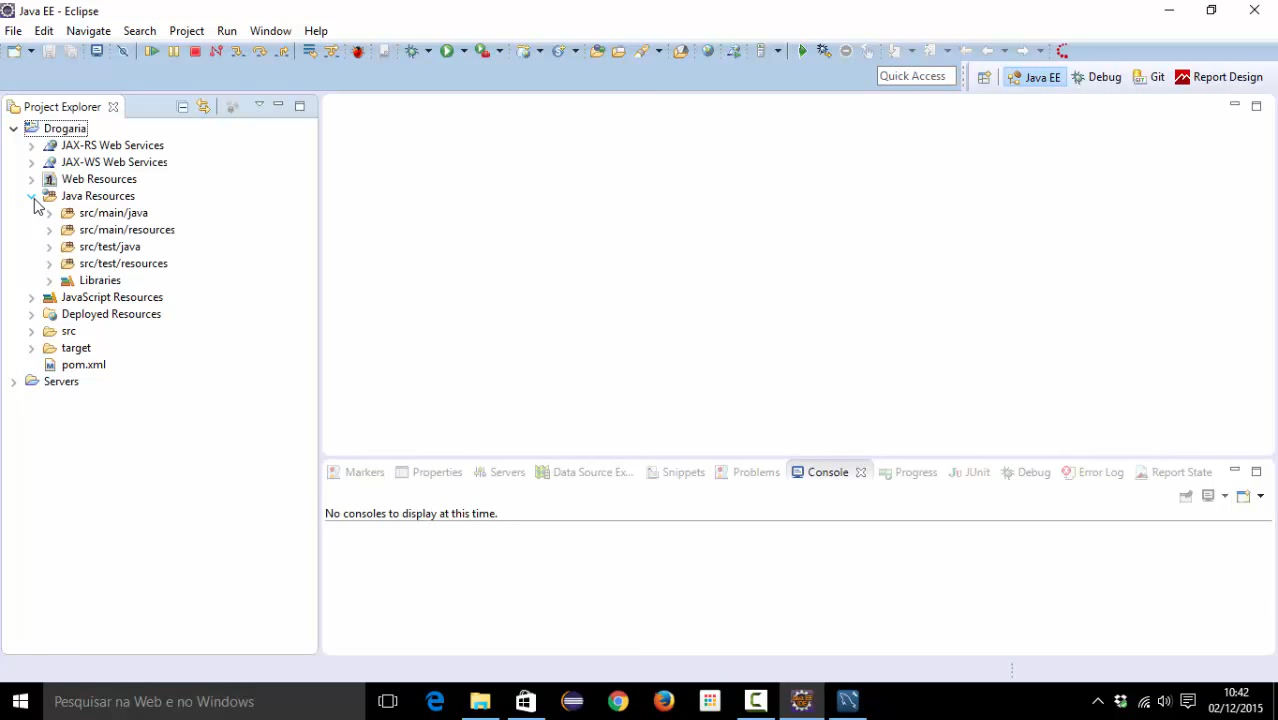 Java EE - Eclipse
File Edit Navigate Search Project Run Window Help
Quick Access
Java EE
Debug
Git
Report Design
Project Explorer
Drogaria
JAX-RS Web Services
JAX-WS Web Services
Web Resources
Java Resources
src/main/java
src/main/resources
src/test/java
src/test/resources
Libraries
JavaScript Resources
Deployed Resources
src
target
pom.xml
Servers
Markers Properties Servers Data Source Ex... Snippets Problems Console Progress JUnit Debug Error Log Report State
No consoles to display at this time.
Pesquisar na Web e no Windows
10:42
02/12/2015